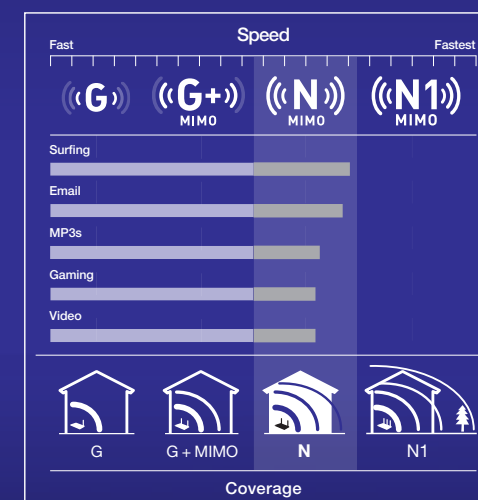 Speed
Fast Fastest
G G+ N N1
MIMO MIMO MIMO
Surfing
Email
MP3s
Gaming
Video
G G + MIMO N N1
Coverage